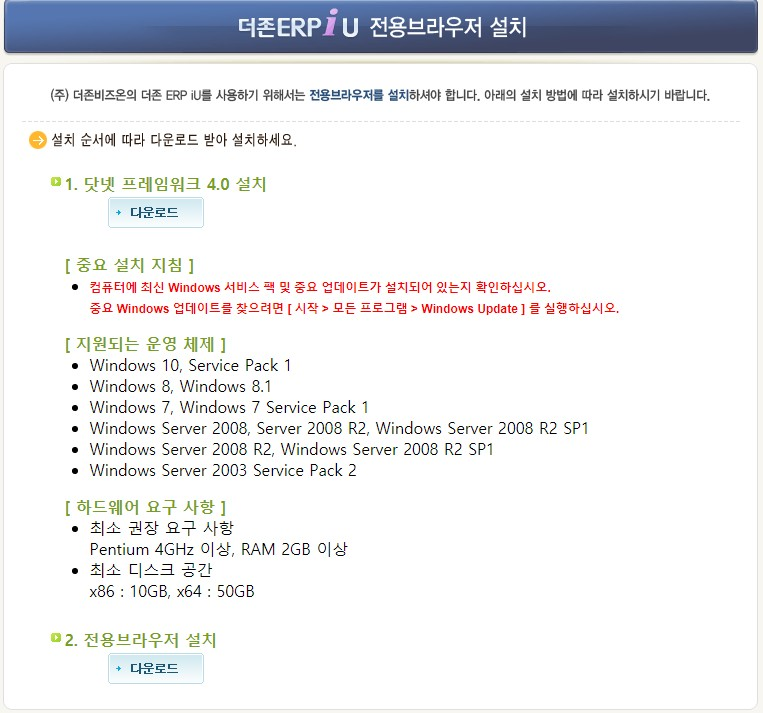 더존ERP iU 전용브라우저 설치
(주) 더존비즈온의 더존 ERP iU를 사용하기 위해서는 전용브라우저를 설치하셔야 합니다. 아래의 설치 방법에 따라 설치하시기 바랍니다.
설치 순서에 따라 다운로드 받아 설치하세요.
1. 닷넷 프레임워크 4.0 설치
다운로드
[ 중요 설치 지침 ]
컴퓨터에 최신 Windows 서비스 팩 및 중요 업데이트가 설치되어 있는지 확인하십시오.
중요 Windows 업데이트를 찾으려면 [ 시작 > 모든 프로그램 > Windows Update ] 를 실행하십시오.
[ 지원되는 운영 체제 ]
Windows 10, Service Pack 1
Windows 8, Windows 8.1
Windows 7, Windows 7 Service Pack 1
Windows Server 2008, Server 2008 R2, Windows Server 2008 R2 SP1
Windows Server 2008 R2, Windows Server 2008 R2 SP1
Windows Server 2003 Service Pack 2
[ 하드웨어 요구 사항 ]
최소 권장 요구 사항
Pentium 4GHz 이상, RAM 2GB 이상
최소 디스크 공간
x86 : 10GB, x64 : 50GB
2. 전용브라우저 설치
다운로드